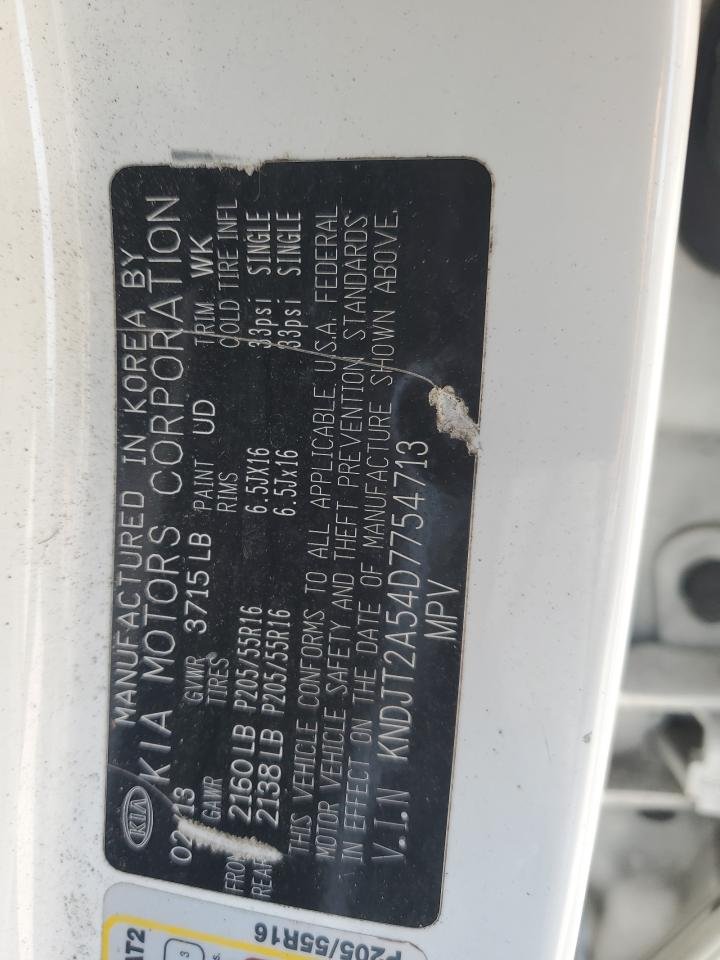 MANUFACTURED IN KOREA BY
KIA KIA MOTORS CORPORATION
02 13 GVWR 3715 LB PAINT UD TRIM WK
GAWR TIRES RIMS COLD TIRE INFL
FRONT 2160 LB P205/55R16 6.5JX16 33psi SINGLE
REAR 2138 LB P205/55R16 6.5Jx16 33psi SINGLE
THIS VEHICLE CONFORMS TO ALL APPLICABLE U.S.A. FEDERAL
MOTOR VEHICLE SAFETY AND THEFT PREVENTION STANDARDS
IN EFFECT ON THE DATE OF MANUFACTURE SHOWN ABOVE.
V.I.N KNDJT2A54D7754713
MPV
P205/55R16